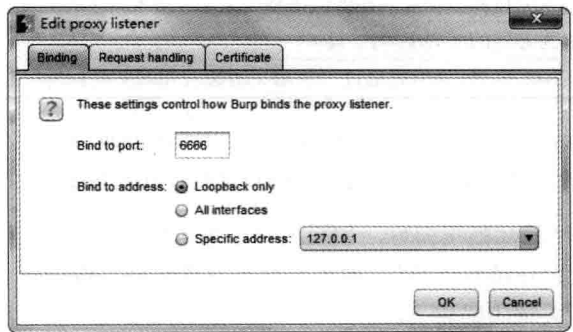 Edit proxy listener
Binding Request handling Certificate
? These settings control how Burp binds the proxy listener.
Bind to port: 6666
Bind to address: Loopback only
All interfaces
Specific address: 127.0.0.1
OK Cancel